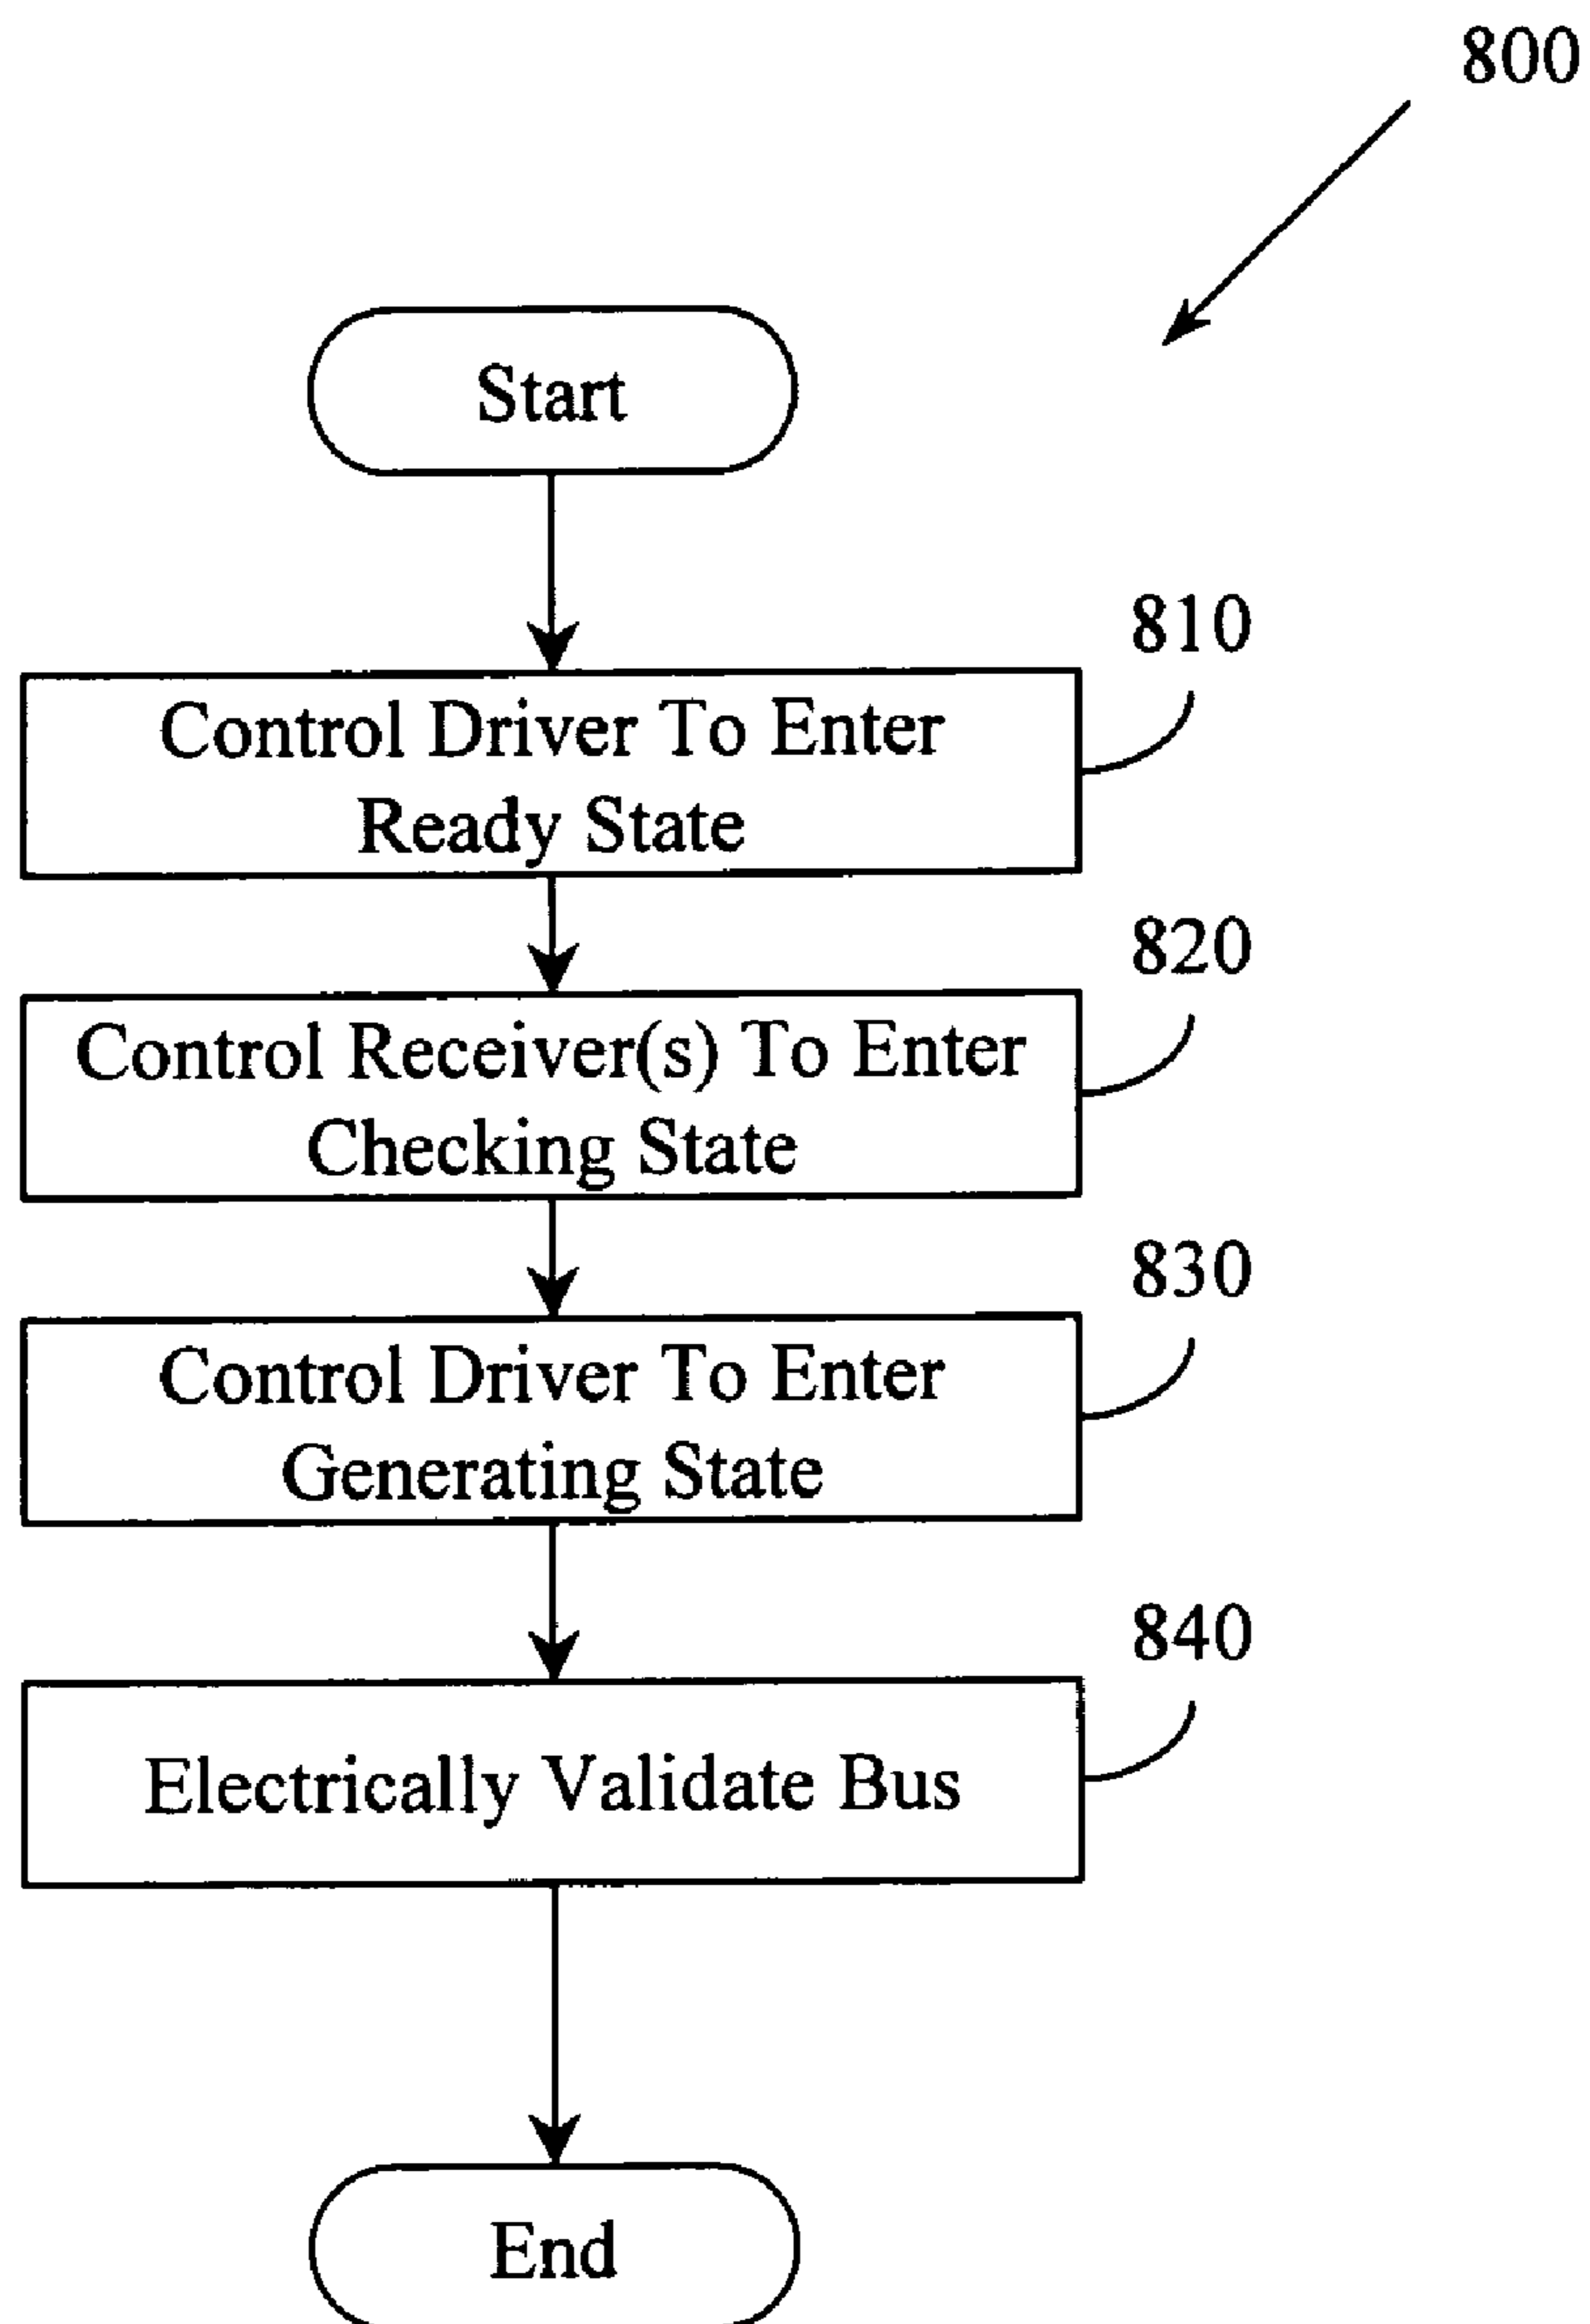 800
Start
810
Control Driver To Enter
Ready State
820
Control Receiver(s) To Enter
Checking State
830
Control Driver To Enter
Generating State
840
Electrically Validate Bus
End